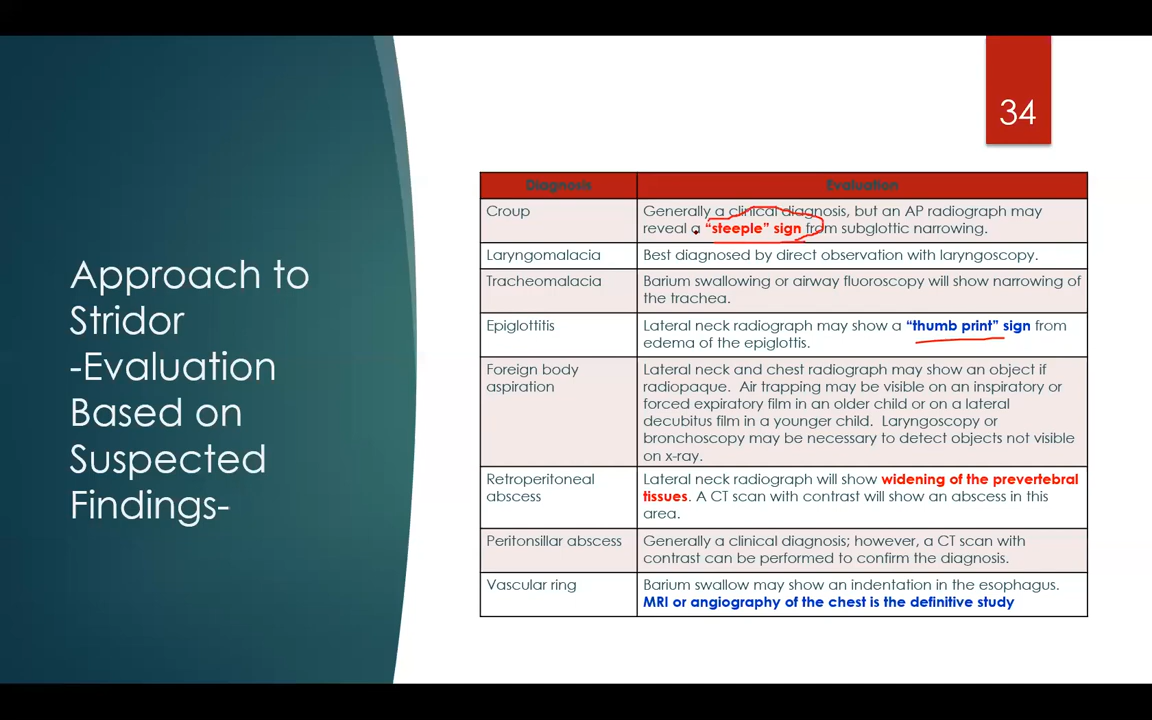 34
Approach to
Stridor
-Evaluation
Based on
Suspected
Findings-
Diagnosis
Evaluation
Croup
Generally a clinical diagnosis, but an AP radiograph may
reveal a “steeple” sign from subglottic narrowing.
Laryngomalacia
Best diagnosed by direct observation with laryngoscopy.
Tracheomalacia
Barium swallowing or airway fluoroscopy will show narrowing of
the trachea.
Epiglottitis
Lateral neck radiograph may show a “thumb print” sign from
edema of the epiglottis.
Foreign body
aspiration
Lateral neck and chest radiograph may show an object if
radiopaque. Air trapping may be visible on an inspiratory or
forced expiratory film in an older child or on a lateral
decubitus film in a younger child. Laryngoscopy or
bronchoscopy may be necessary to detect objects not visible
on x-ray.
Retroperitoneal
abscess
Lateral neck radiograph will show widening of the prevertebral
tissues. A CT scan with contrast will show an abscess in this
area.
Peritonsillar abscess
Generally a clinical diagnosis; however, a CT scan with
contrast can be performed to confirm the diagnosis.
Vascular ring
Barium swallow may show an indentation in the esophagus.
MRI or angiography of the chest is the definitive study